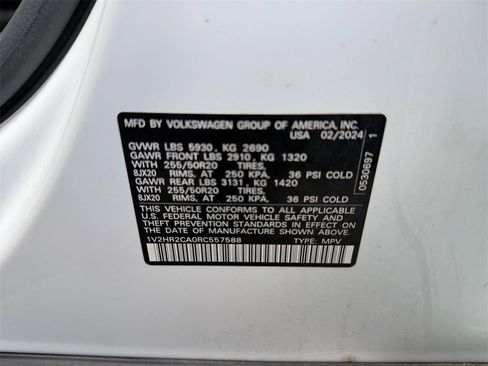 MFD. BY VOLKSWAGEN GROUP OF AMERICA, INC.
USA 02/2024
GVWR LBS 5930 , KG 2690
GAWR FRONT LBS 2910 , KG 1320
WITH 255/50R20 TIRES,
8JX20 RIMS, AT 250 KPA, 36 PSI COLD
GAWR REAR LBS 3131 , KG 1420
WITH 255/50R20 TIRES,
8JX20 RIMS, AT 250 KPA, 36 PSI COLD
THIS VEHICLE CONFORMS TO ALL APPLICABLE
U.S. FEDERAL MOTOR VEHICLE SAFETY AND
THEFT PREVENTION STANDARDS IN EFFECT ON
THE DATE OF MANUFACTURE SHOWN ABOVE.
1V2HR2CA0RC557588 TYPE: MPV
0530697 1